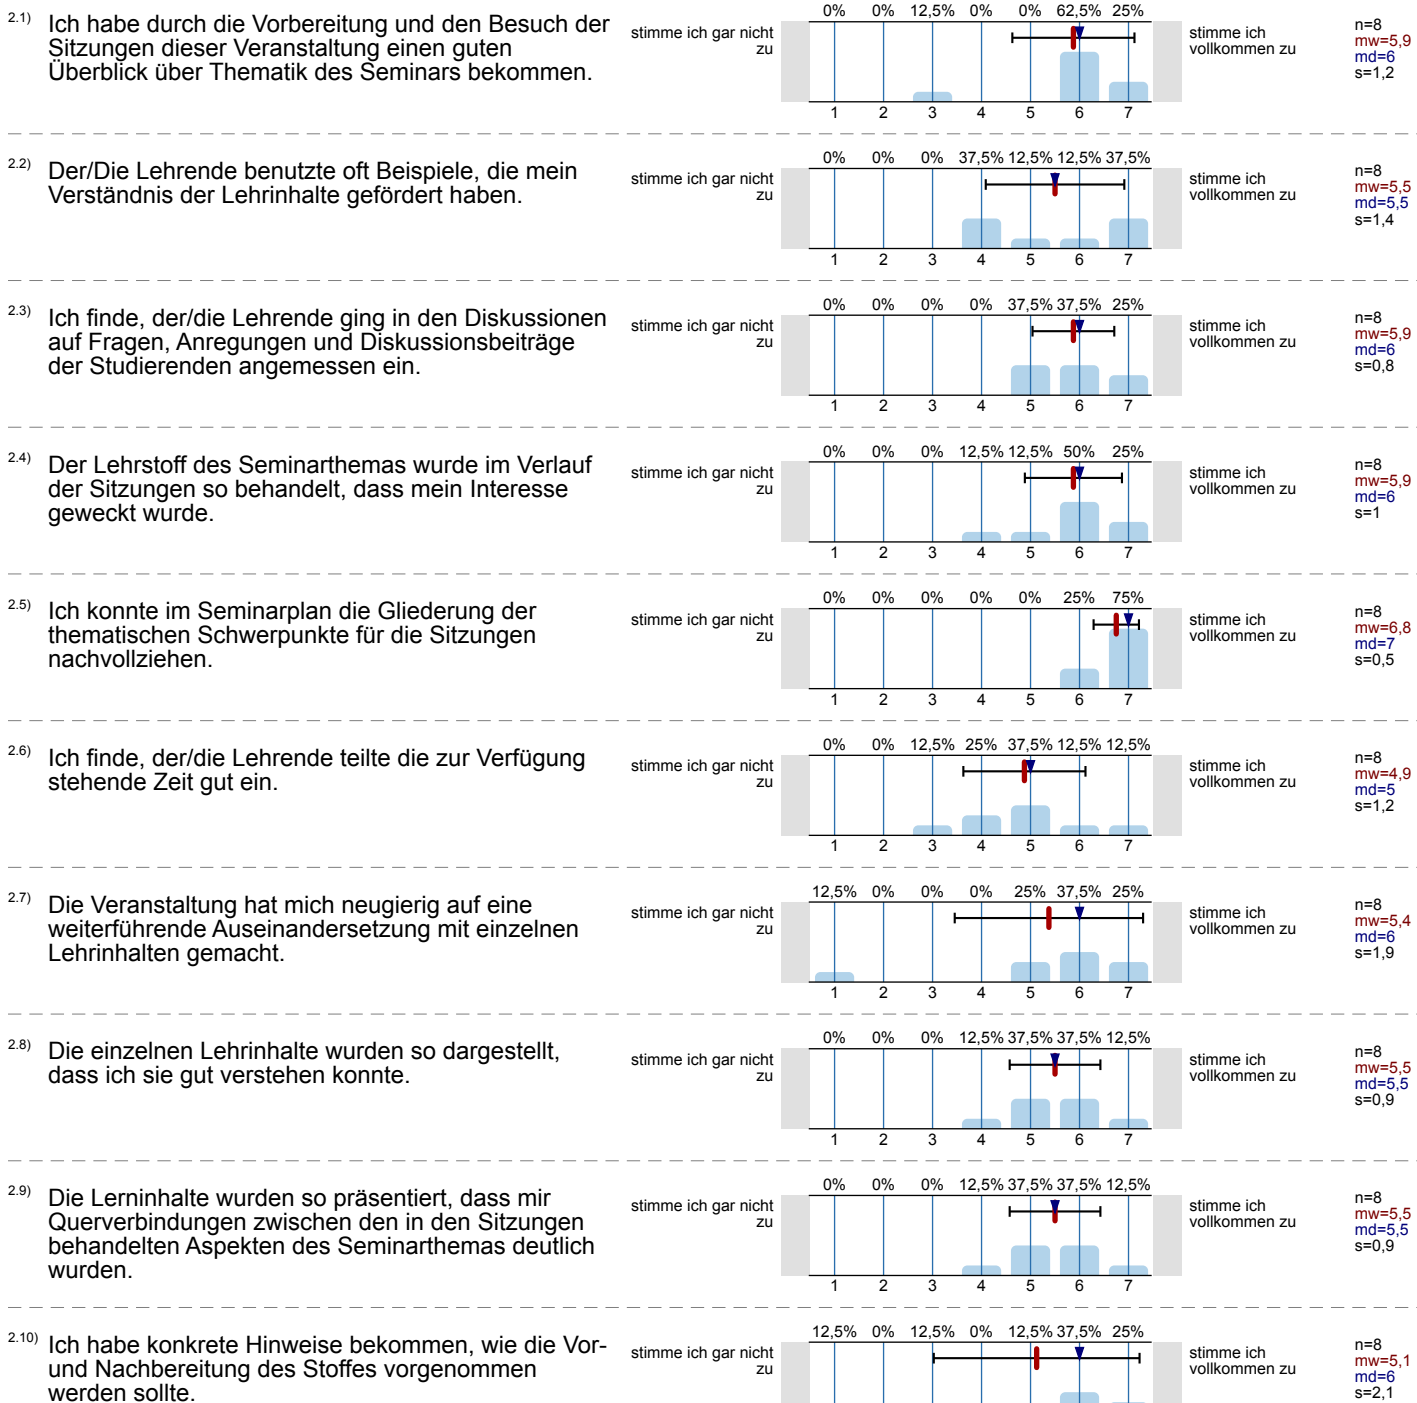 2.1) Ich habe durch die Vorbereitung und den Besuch der
Sitzungen dieser Veranstaltung einen guten
Überblick über Thematik des Seminars bekommen.
stimme ich gar nicht
zu
0% 0% 12,5% 0% 0% 62,5% 25%
1 2 3 4 5 6 7
stimme ich
vollkommen zu
n=8
mw=5,9
md=6
s=1,2
2.2) Der/Die Lehrende benutzte oft Beispiele, die mein
Verständnis der Lehrinhalte gefördert haben.
stimme ich gar nicht
zu
0% 0% 0% 37,5% 12,5% 12,5% 37,5%
1 2 3 4 5 6 7
stimme ich
vollkommen zu
n=8
mw=5,5
md=5,5
s=1,4
2.3) Ich finde, der/die Lehrende ging in den Diskussionen
auf Fragen, Anregungen und Diskussionsbeiträge
der Studierenden angemessen ein.
stimme ich gar nicht
zu
0% 0% 0% 0% 37,5% 37,5% 25%
1 2 3 4 5 6 7
stimme ich
vollkommen zu
n=8
mw=5,9
md=6
s=0,8
2.4) Der Lehrstoff des Seminarthemas wurde im Verlauf
der Sitzungen so behandelt, dass mein Interesse
geweckt wurde.
stimme ich gar nicht
zu
0% 0% 0% 12,5% 12,5% 50% 25%
1 2 3 4 5 6 7
stimme ich
vollkommen zu
n=8
mw=5,9
md=6
s=1
2.5) Ich konnte im Seminarplan die Gliederung der
thematischen Schwerpunkte für die Sitzungen
nachvollziehen.
stimme ich gar nicht
zu
0% 0% 0% 0% 0% 25% 75%
1 2 3 4 5 6 7
stimme ich
vollkommen zu
n=8
mw=6,8
md=7
s=0,5
2.6) Ich finde, der/die Lehrende teilte die zur Verfügung
stehende Zeit gut ein.
stimme ich gar nicht
zu
0% 0% 12,5% 25% 37,5% 12,5% 12,5%
1 2 3 4 5 6 7
stimme ich
vollkommen zu
n=8
mw=4,9
md=5
s=1,2
2.7) Die Veranstaltung hat mich neugierig auf eine
weiterführende Auseinandersetzung mit einzelnen
Lehrinhalten gemacht.
stimme ich gar nicht
zu
12,5% 0% 0% 0% 25% 37,5% 25%
1 2 3 4 5 6 7
stimme ich
vollkommen zu
n=8
mw=5,4
md=6
s=1,9
2.8) Die einzelnen Lehrinhalte wurden so dargestellt,
dass ich sie gut verstehen konnte.
stimme ich gar nicht
zu
0% 0% 0% 12,5% 37,5% 37,5% 12,5%
1 2 3 4 5 6 7
stimme ich
vollkommen zu
n=8
mw=5,5
md=5,5
s=0,9
2.9) Die Lerninhalte wurden so präsentiert, dass mir
Querverbindungen zwischen den in den Sitzungen
behandelten Aspekten des Seminarthemas deutlich
wurden.
stimme ich gar nicht
zu
0% 0% 0% 12,5% 37,5% 37,5% 12,5%
1 2 3 4 5 6 7
stimme ich
vollkommen zu
n=8
mw=5,5
md=5,5
s=0,9
2.10) Ich habe konkrete Hinweise bekommen, wie die Vor-
und Nachbereitung des Stoffes vorgenommen
werden sollte.
stimme ich gar nicht
zu
12,5% 0% 12,5% 0% 12,5% 37,5% 25%
stimme ich
vollkommen zu
n=8
mw=5,1
md=6
s=2,1